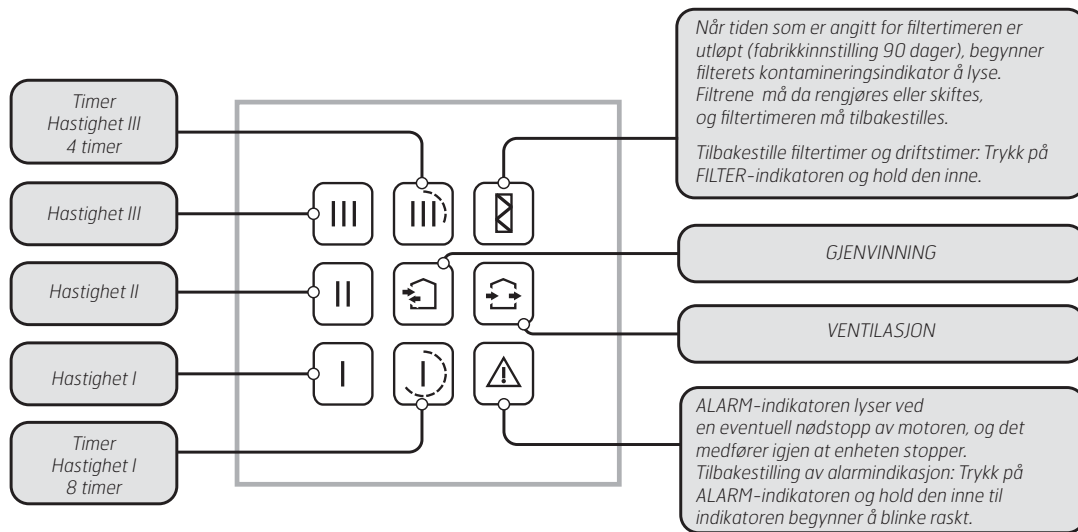 Timer
Hastighet III
4 timer
Hastighet III
Hastighet II
Hastighet I
Timer
Hastighet I
8 timer
III
III
II
I
I
Når tiden som er angitt for filtertimeren er
utløpt (fabrikkinnstilling 90 dager), begynner
filterets kontamineringsindikator å lyse.
Filtrene må da rengjøres eller skiftes,
og filtertimeren må tilbakestilles.
Tilbakestille filtertimer og driftstimer: Trykk på
FILTER-indikatoren og hold den inne.
GJENVINNING
VENTILASJON
ALARM-indikatoren lyser ved
en eventuell nødstopp av motoren, og det
medfører igjen at enheten stopper.
Tilbakestilling av alarmindikasjon: Trykk på
ALARM-indikatoren og hold den inne til
indikatoren begynner å blinke raskt.